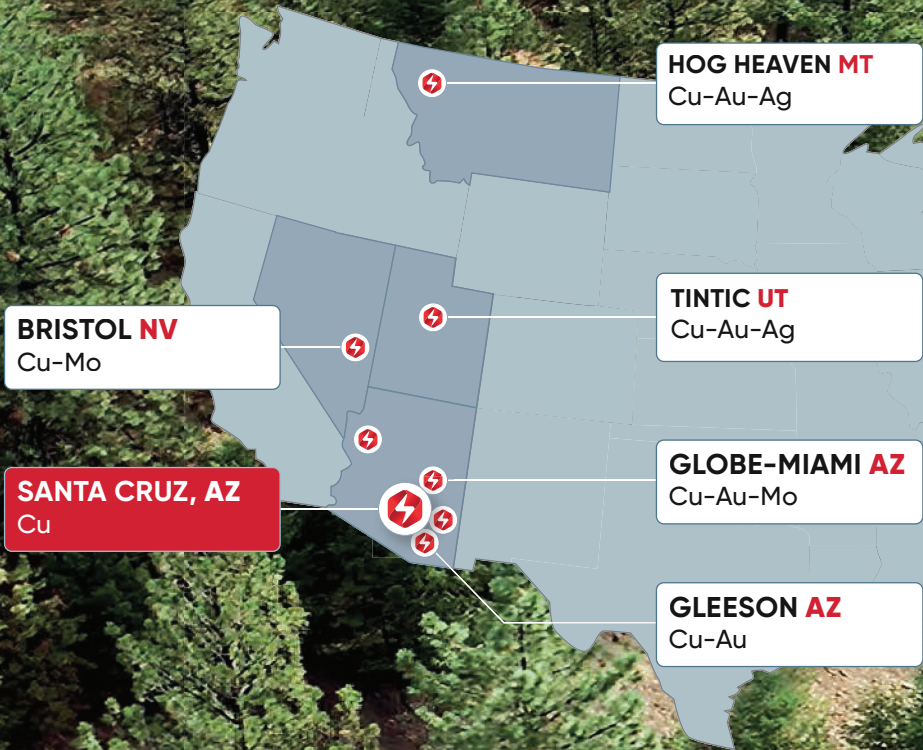 HOG HEAVEN MT
Cu-Au-Ag
TINTIC UT
Cu-Au-Ag
BRISTOL NV
Cu-Mo
GLOBE-MIAMI AZ
Cu-Au-Mo
SANTA CRUZ, AZ
Cu
GLEESON AZ
Cu-Au